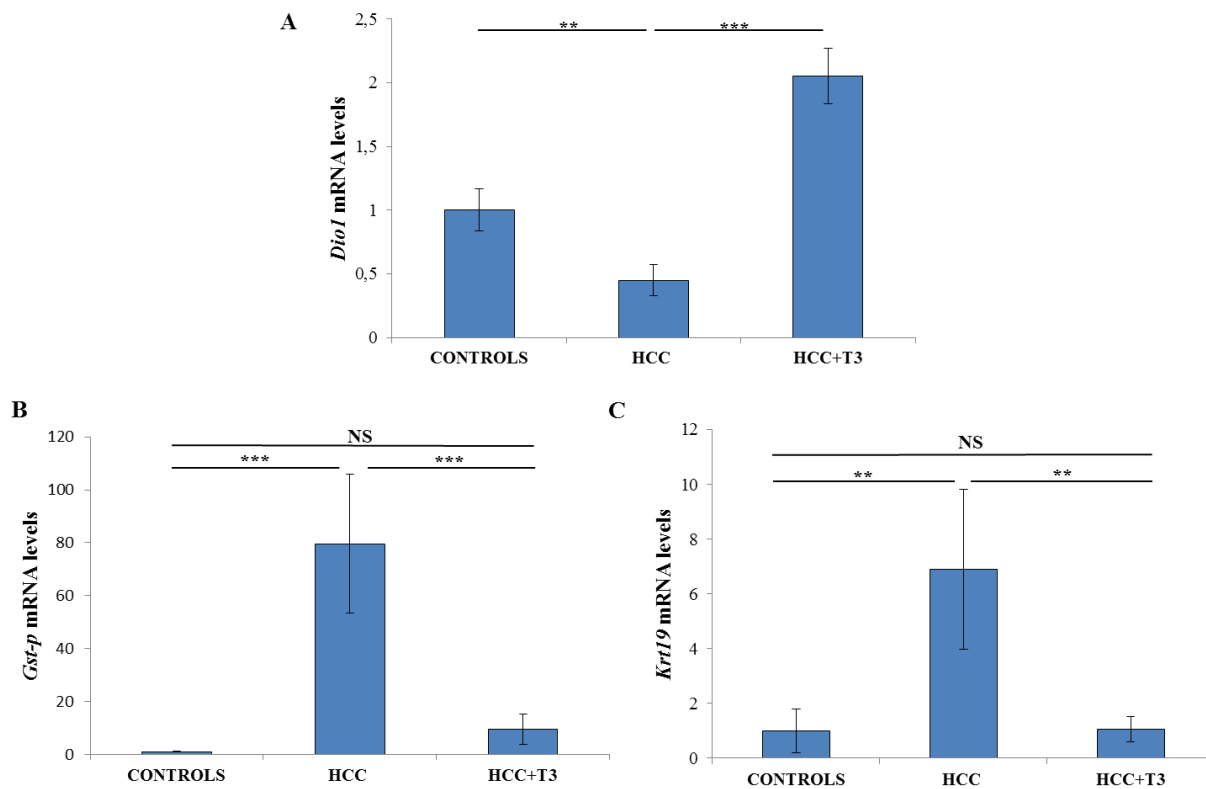 A
Dio1 mRNA levels
2,5
2
1,5
1
0,5
0
** ***
CONTROLS HCC HCC+T3
B
Gst-p mRNA levels
120
100
80
60
40
20
0
NS
*** ***
CONTROLS HCC HCC+T3
C
Krt19 mRNA levels
12
10
8
6
4
2
0
NS
** **
CONTROLS HCC HCC+T3